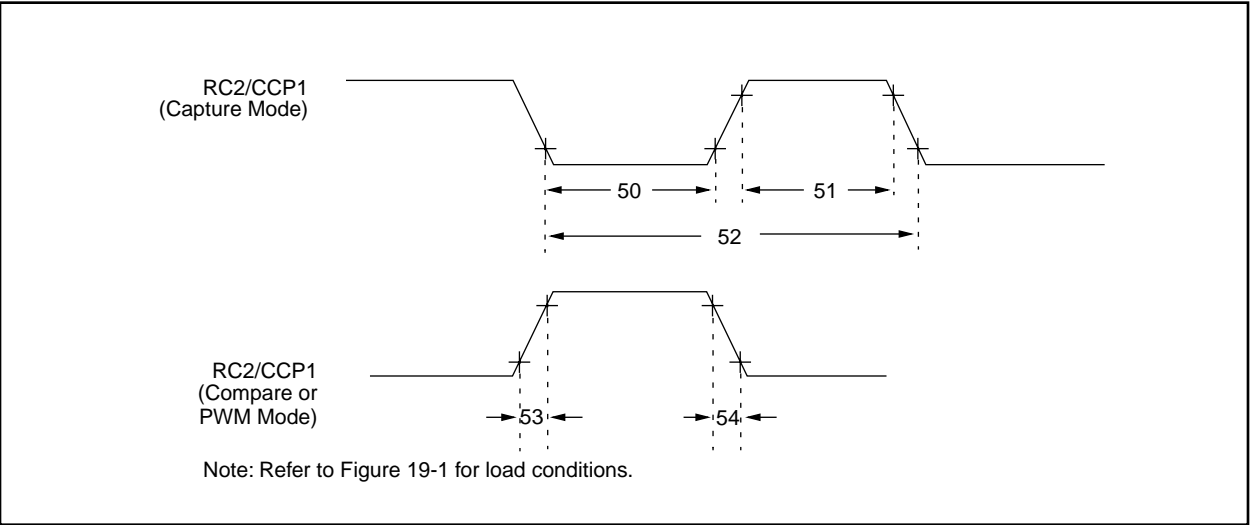 RC2/CCP1
(Capture Mode)
50
51
52
RC2/CCP1
(Compare or
PWM Mode)
53
54
Note: Refer to Figure 19-1 for load conditions.